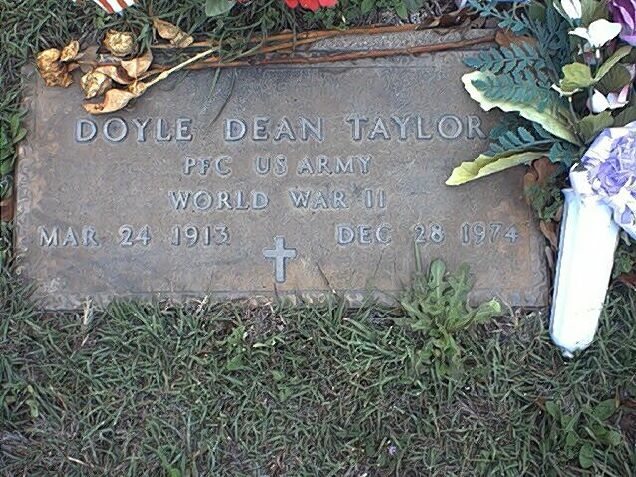 DOYLE DEAN TAYLOR
PFC US ARMY
WORLD WAR II
MAR 24 1913 DEC 28 1974